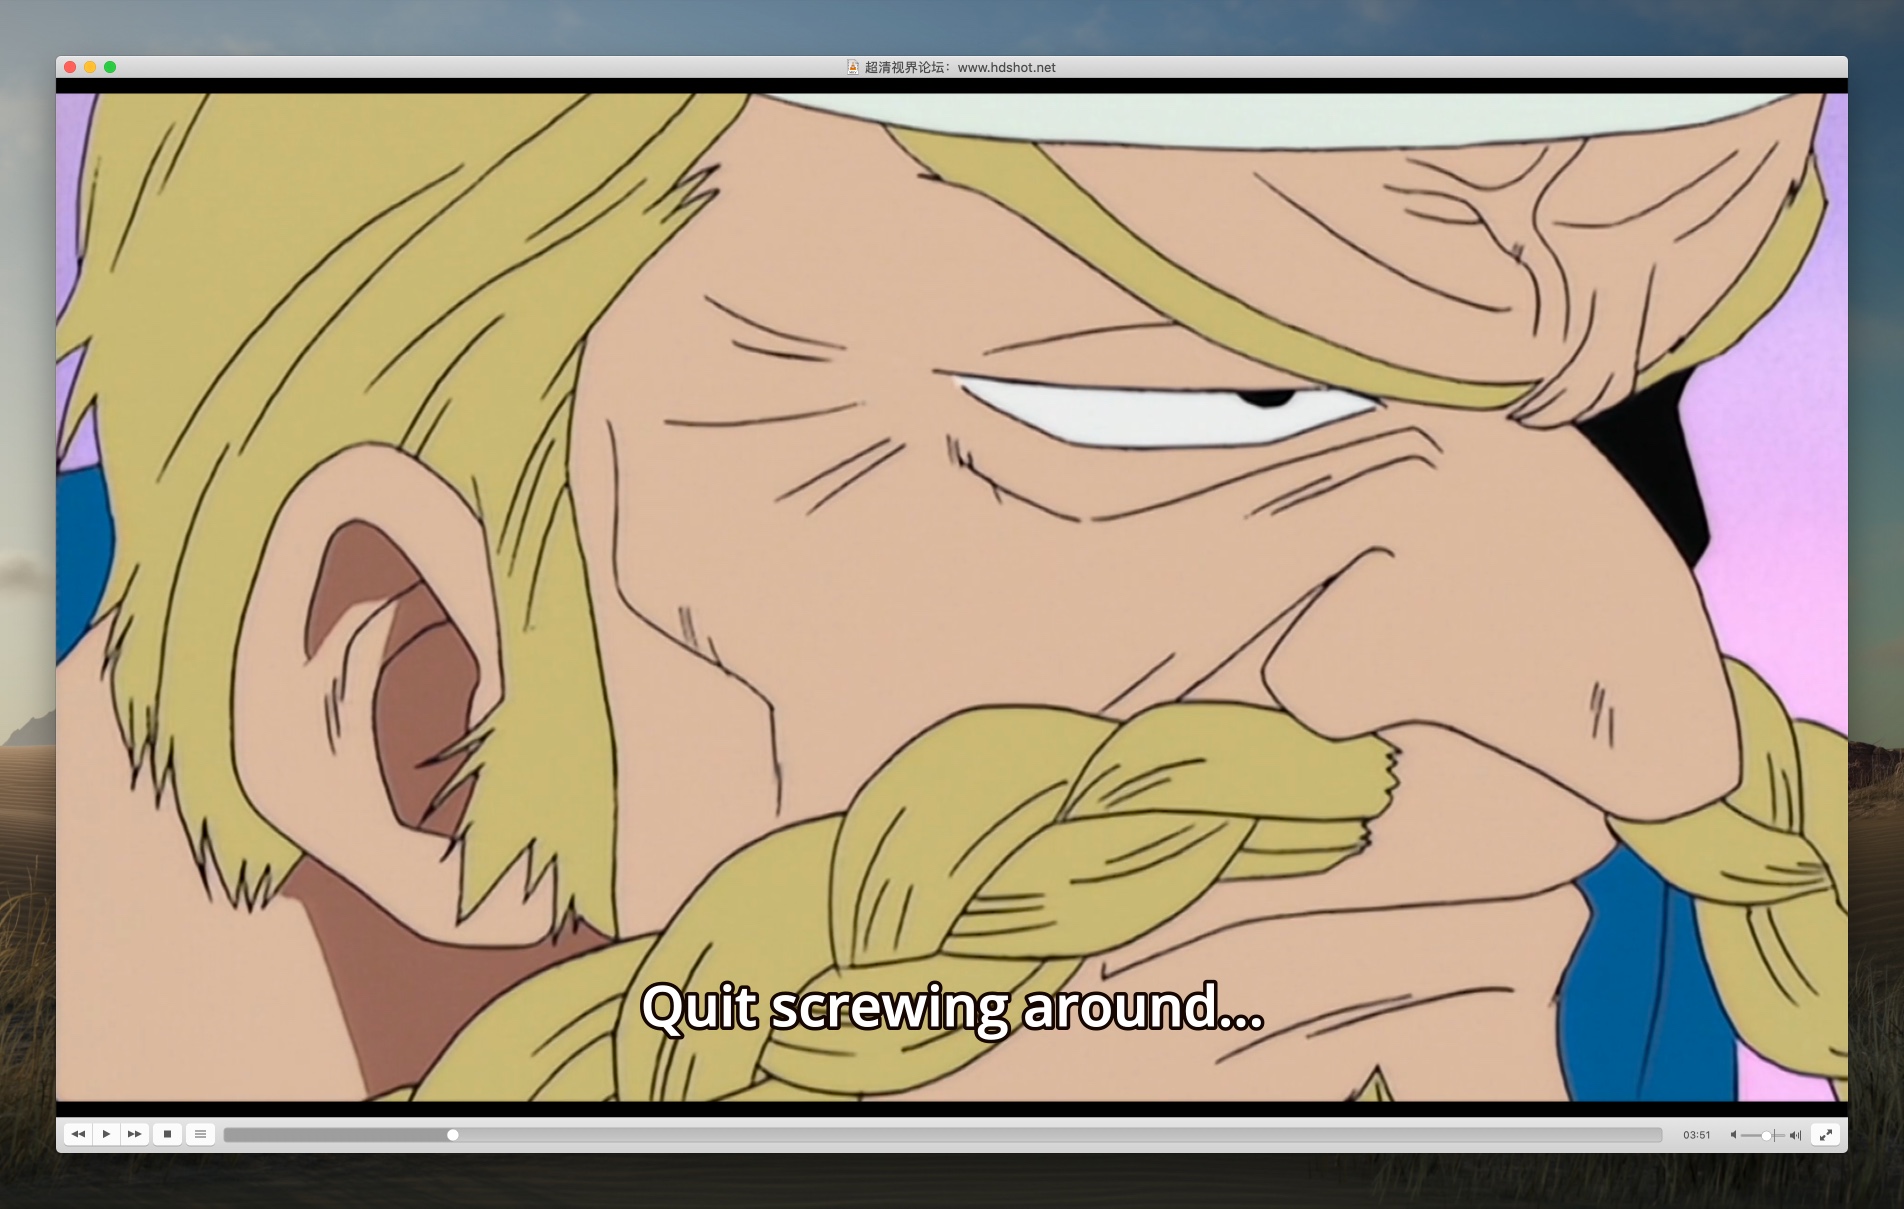 超清视界论坛：www.hdshot.net
Quit screwing around...
03:51